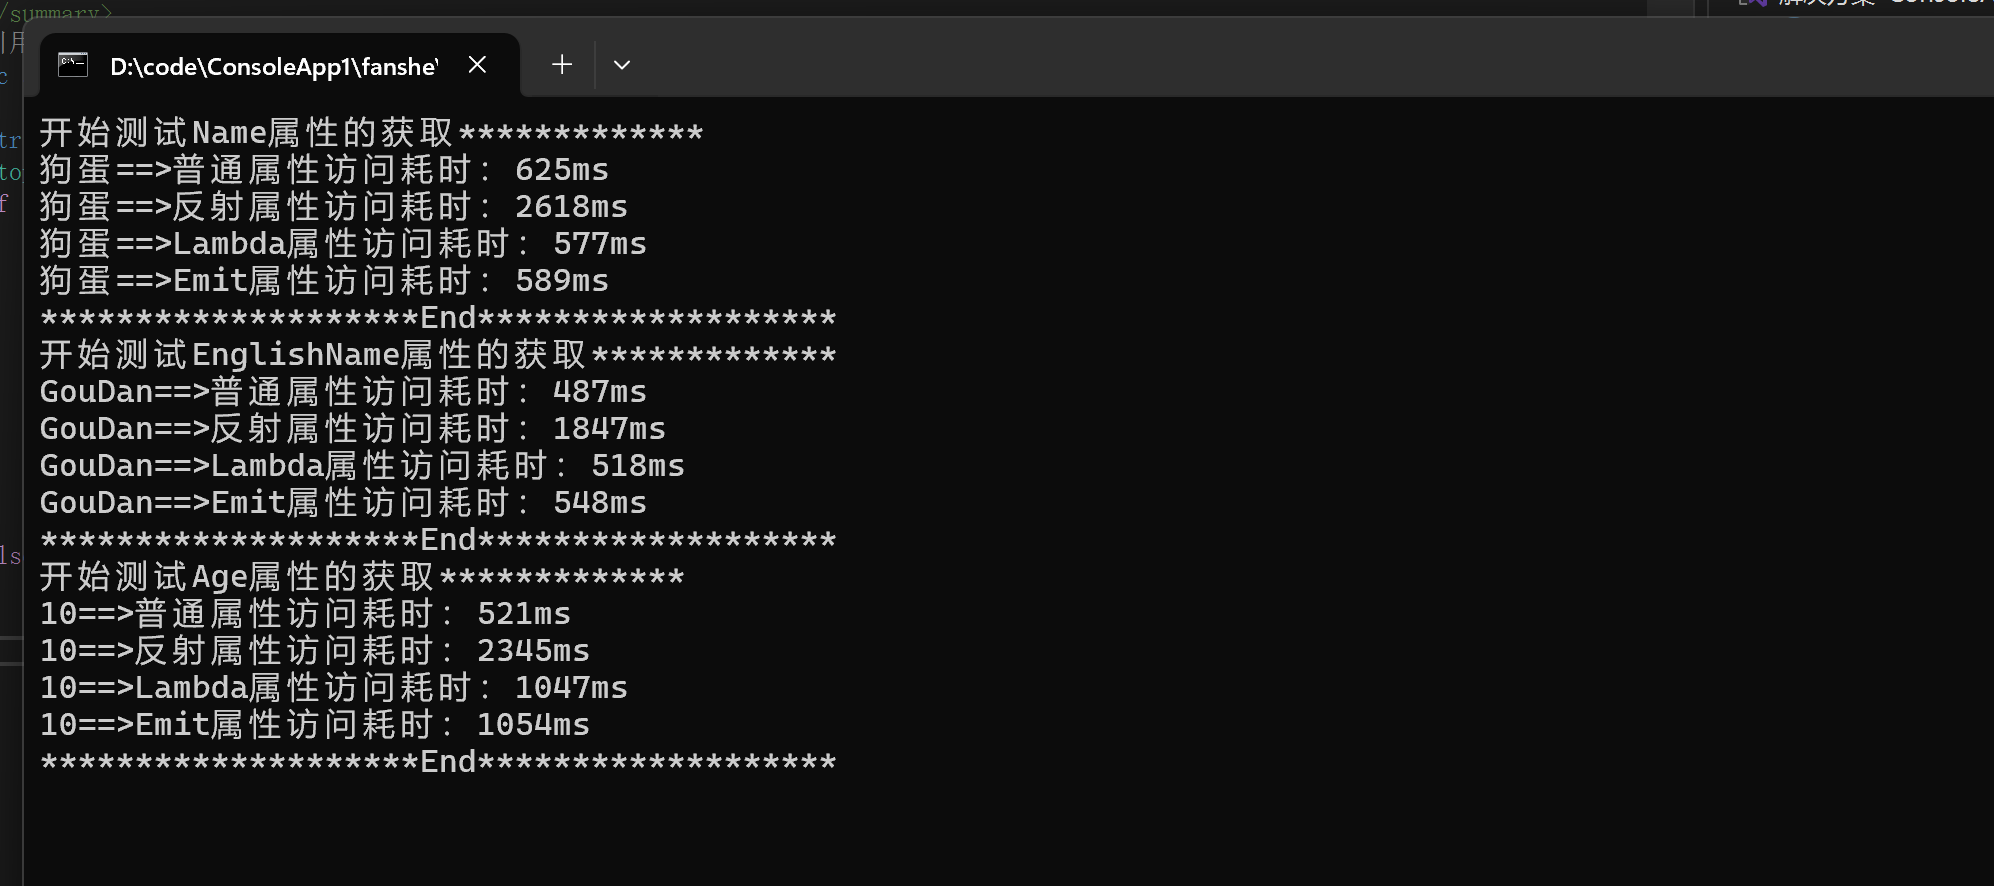 /summary>
D:\code\ConsoleApp1\fanshe\
开始测试Name属性的获取*************
狗蛋==>普通属性访问耗时: 625ms
狗蛋==>反射属性访问耗时: 2618ms
狗蛋==>Lambda属性访问耗时: 577ms
狗蛋==>Emit属性访问耗时: 589ms
********************End*******************
开始测试EnglishName属性的获取*************
GouDan==>普通属性访问耗时: 487ms
GouDan==>反射属性访问耗时: 1847ms
GouDan==>Lambda属性访问耗时: 518ms
GouDan==>Emit属性访问耗时: 548ms
********************End*******************
开始测试Age属性的获取*************
10==>普通属性访问耗时: 521ms
10==>反射属性访问耗时: 2345ms
10==>Lambda属性访问耗时: 1047ms
10==>Emit属性访问耗时: 1054ms
********************End*******************